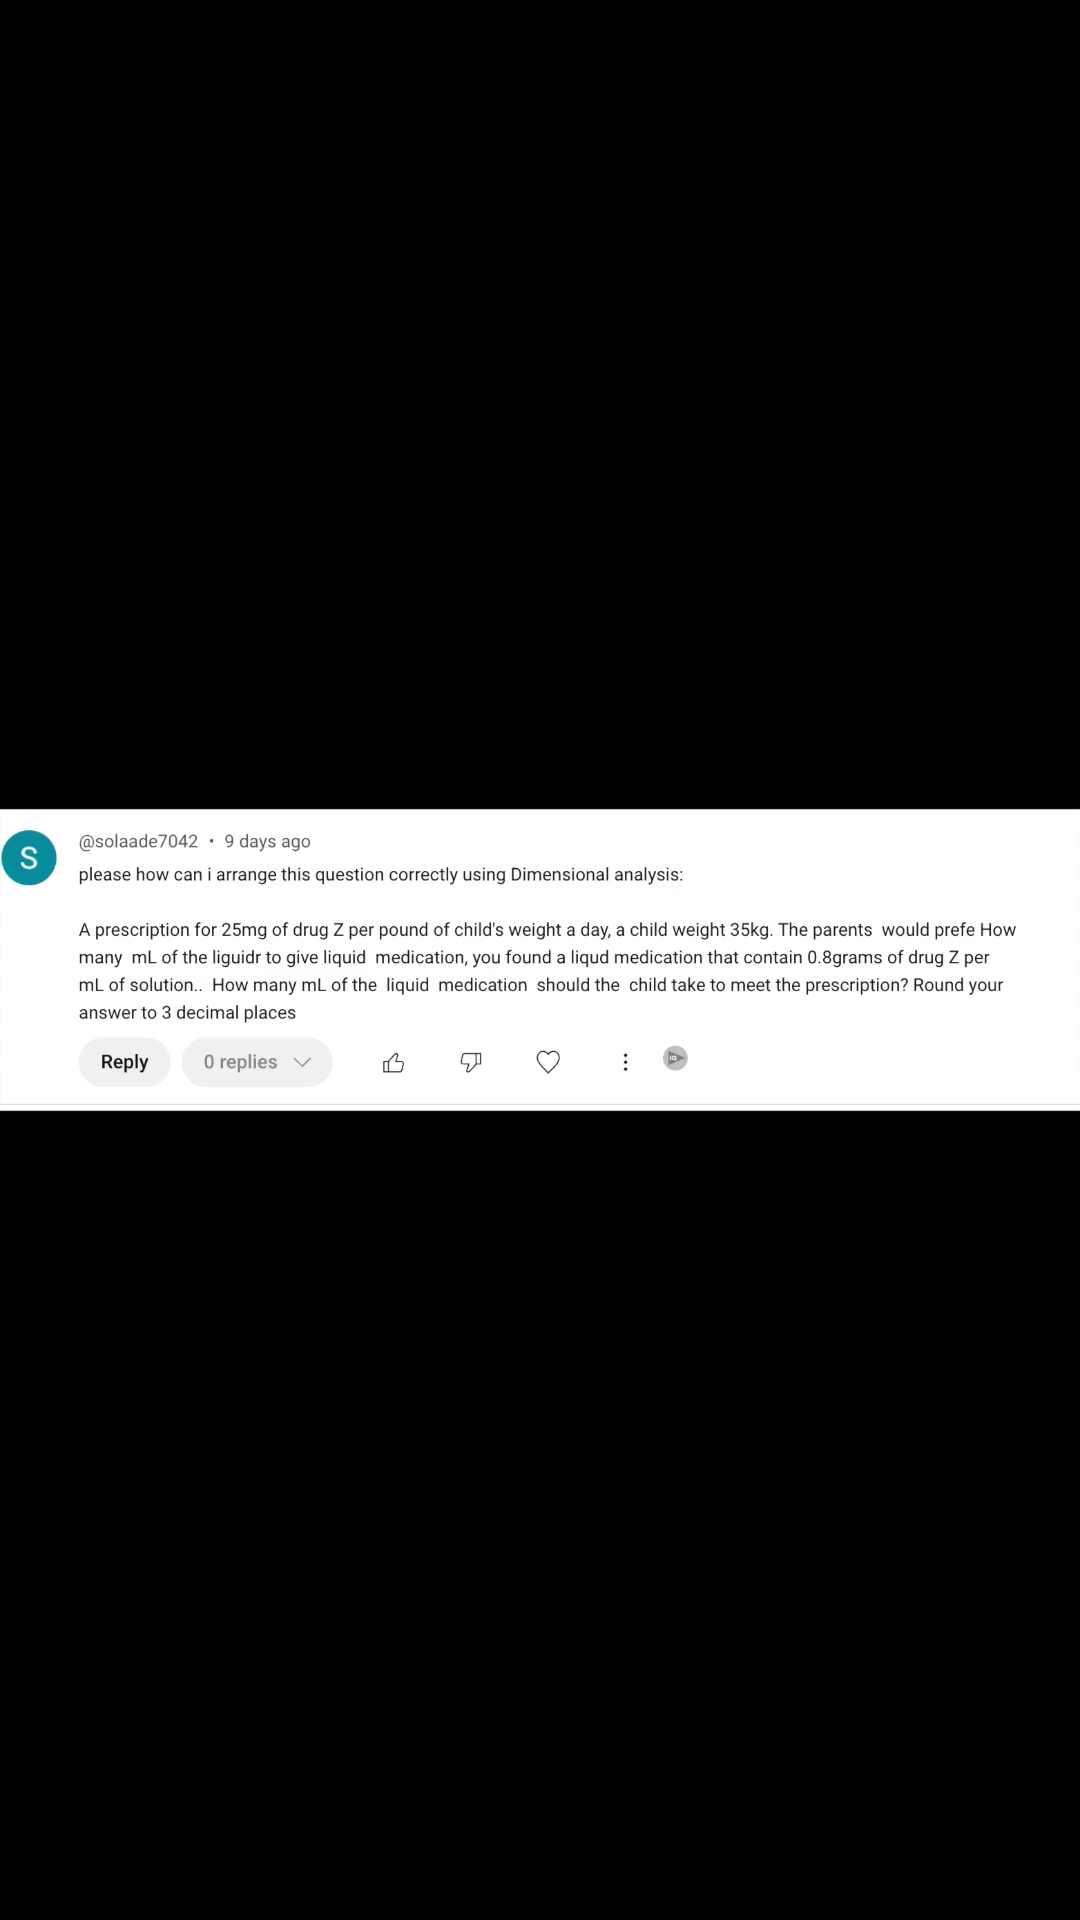 S
@solaade7042 • 9 days ago
please how can i arrange this question correctly using Dimensional analysis:
A prescription for 25mg of drug Z per pound of child's weight a day, a child weight 35kg. The parents  would prefe How
many  mL of the liguidr to give liquid  medication, you found a liqud medication that contain 0.8grams of drug Z per
mL of solution..  How many mL of the  liquid  medication  should the  child take to meet the prescription? Round your
answer to 3 decimal places
Reply 0 replies